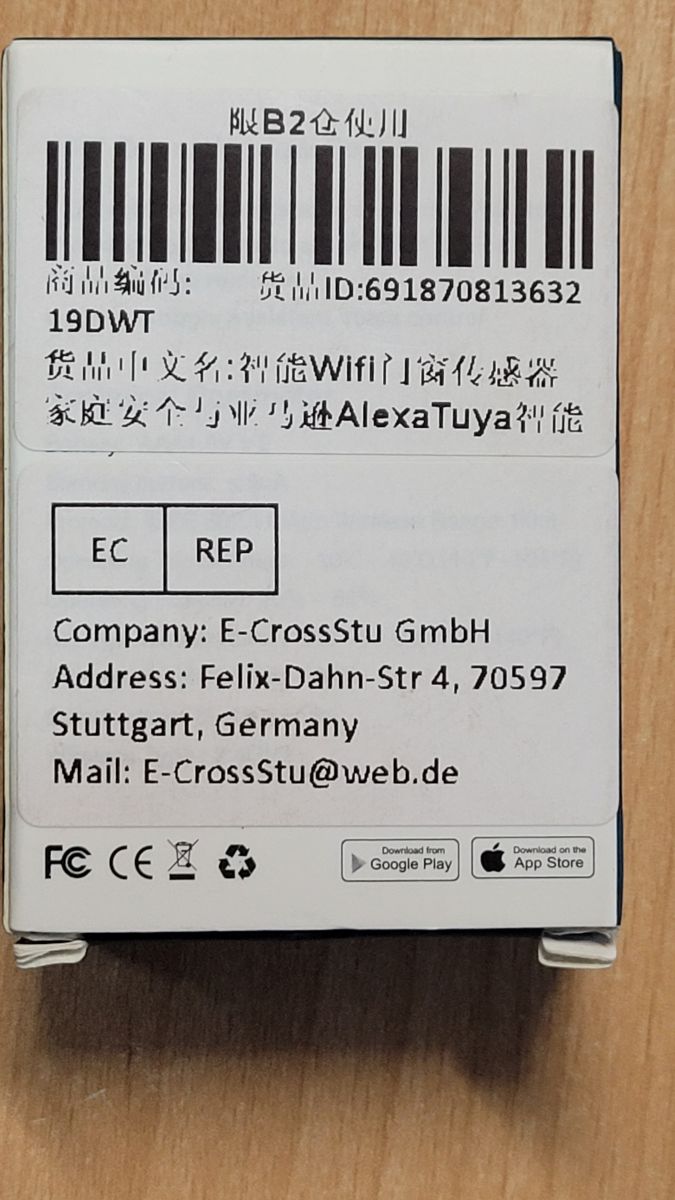 限B2仓使用
商品编码: 货品ID:691870813632
19DWT
货品中文名:智能Wifi门窗传感器
家庭安全与亚马逊AlexaTuya智能
EC REP
Company: E-CrossStu GmbH
Address: Felix-Dahn-Str 4, 70597
Stuttgart, Germany
Mail: E-CrossStu@web.de
FC CE
Download from
Google Play
Download on the
App Store